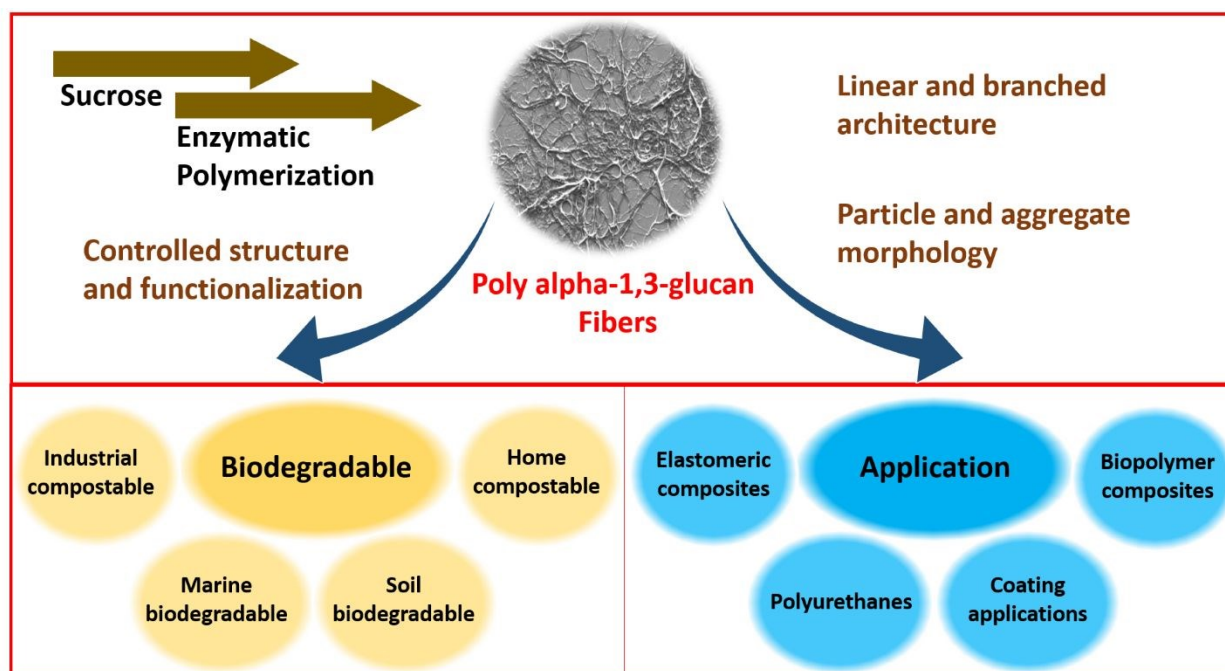 Sucrose
Enzymatic
Polymerization
Controlled structure
and functionalization
Poly alpha-1,3-glucan
Fibers
Linear and branched
architecture
Particle and aggregate
morphology
Industrial
compostable
Biodegradable
Home
compostable
Marine
biodegradable
Soil
biodegradable
Elastomeric
composites
Application
Biopolymer
composites
Polyurethanes
Coating
applications